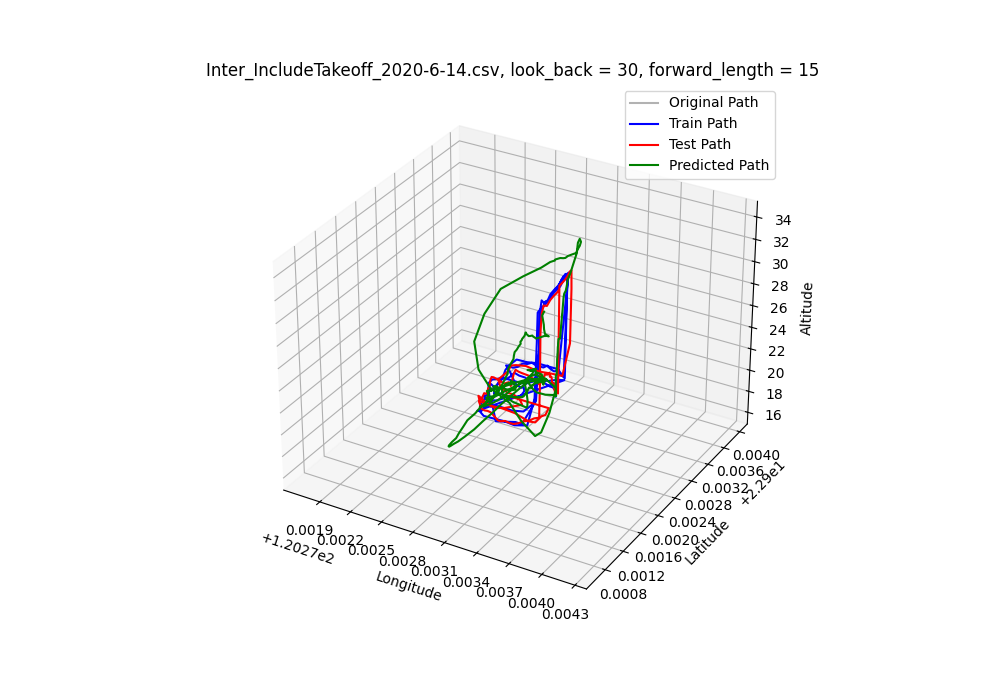 Inter_IncludeTakeoff_2020-6-14.csv, look_back = 30, forward_length = 15
Original Path
Train Path
Test Path
Predicted Path
34
32
30
28
26
24
22
20
18
16
Altitude
0.0040
0.0036
0.0032
0.0028
0.0024
0.0020
0.0016
0.0012
0.0008
+2.29e1
Latitude
0.0019
0.0022
0.0025
0.0028
0.0031
0.0034
0.0037
0.0040
0.0043
+1.2027e2
Longitude